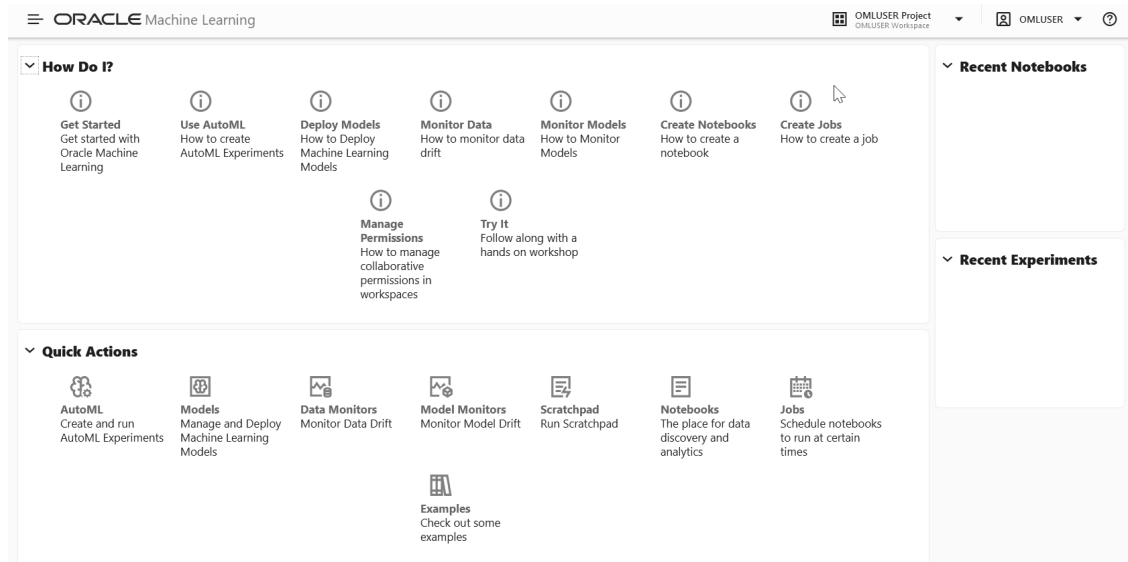 ORACLE Machine Learning
OMLUSER Project
OMLUSER Workspace
OMLUSER
How Do I?
Get Started
Get started with
Oracle Machine
Learning
Use AutoML
How to create
AutoML Experiments
Deploy Models
How to Deploy
Machine Learning
Models
Monitor Data
How to monitor data
drift
Monitor Models
How to Monitor
Models
Create Notebooks
How to create a
notebook
Create Jobs
How to create a job
Manage
Permissions
How to manage
collaborative
permissions in
workspaces
Try It
Follow along with a
hands on workshop
Quick Actions
AutoML
Create and run
AutoML Experiments
Models
Manage and Deploy
Machine Learning
Models
Data Monitors
Monitor Data Drift
Model Monitors
Monitor Model Drift
Scratchpad
Run Scratchpad
Notebooks
The place for data
discovery and
analytics
Jobs
Schedule notebooks
to run at certain
times
Examples
Check out some
examples
Recent Notebooks
Recent Experiments